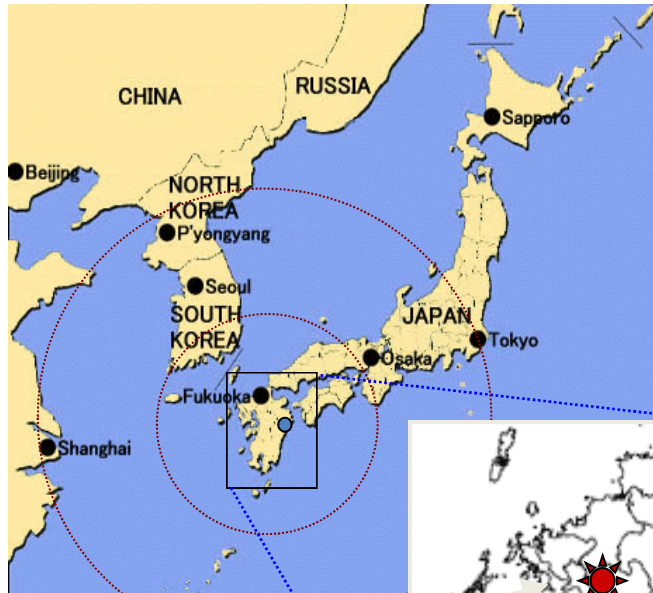 CHINA
RUSSIA
Sapporo
Beijing
NORTH
KOREA
P'yongyang
Seoul
SOUTH
KOREA
JAPAN
Tokyo
Osaka
Fukuoka
Shanghai